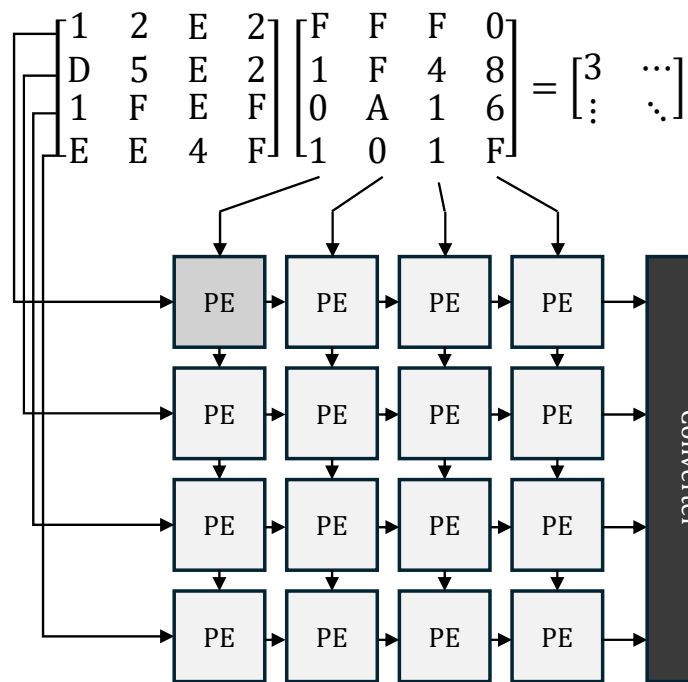 1 2 E 2 F F F 0
D 5 E 2 1 F 4 8 = 3 ⋯
1 F E F 0 A 1 6 ⋮ ⋱
E E 4 F 1 0 1 F
PE PE PE PE
PE PE PE PE
PE PE PE PE
PE PE PE PE
Converter